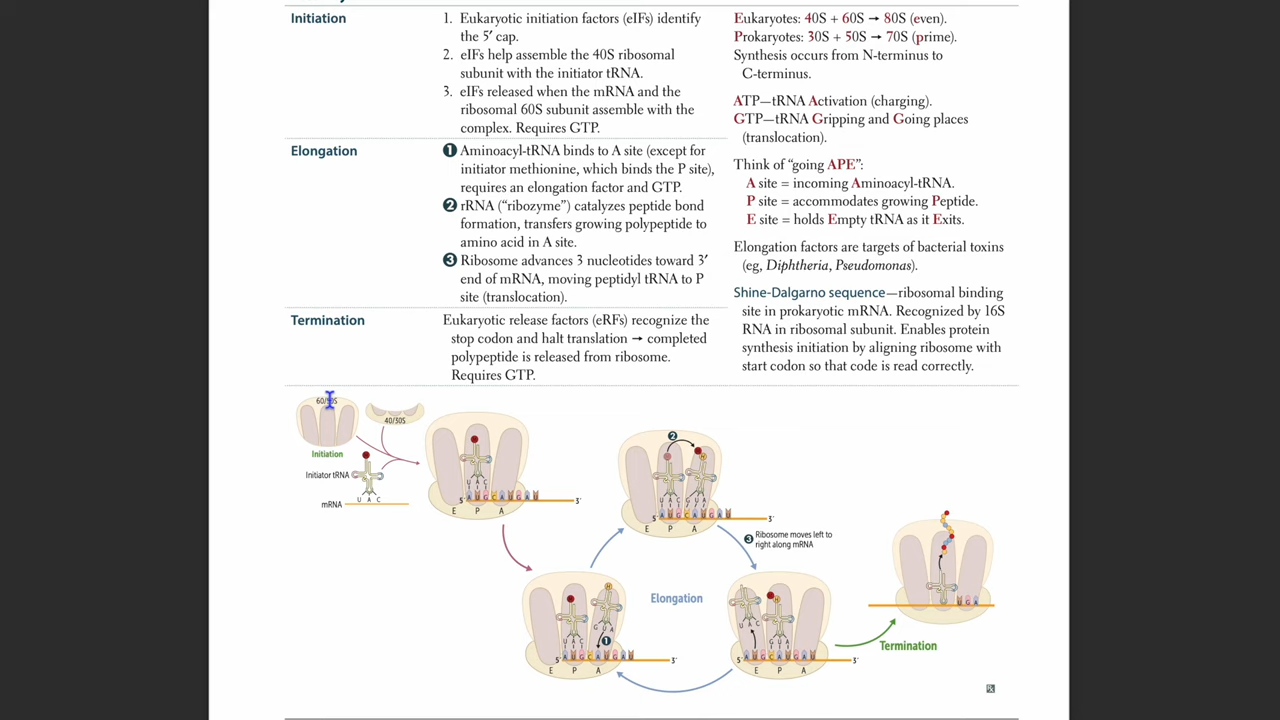 Initiation
1. Eukaryotic initiation factors (eIFs) identify
the 5′ cap.
2. eIFs help assemble the 40S ribosomal
subunit with the initiator tRNA.
3. eIFs released when the mRNA and the
ribosomal 60S subunit assemble with the
complex. Requires GTP.
Elongation
1 Aminoacyl-tRNA binds to A site (except for
initiator methionine, which binds the P site),
requires an elongation factor and GTP.
2 rRNA (“ribozyme”) catalyzes peptide bond
formation, transfers growing polypeptide to
amino acid in A site.
3 Ribosome advances 3 nucleotides toward 3′
end of mRNA, moving peptidyl tRNA to P
site (translocation).
Termination
Eukaryotic release factors (eRFs) recognize the
stop codon and halt translation → completed
polypeptide is released from ribosome.
Requires GTP.
Eukaryotes: 40S + 60S → 80S (even).
Prokaryotes: 30S + 50S → 70S (prime).
Synthesis occurs from N-terminus to
C-terminus.
ATP—tRNA Activation (charging).
GTP—tRNA Gripping and Going places
(translocation).
Think of “going APE”:
A site = incoming Aminoacyl-tRNA.
P site = accommodates growing Peptide.
E site = holds Empty tRNA as it Exits.
Elongation factors are targets of bacterial toxins
(eg, Diphtheria, Pseudomonas).
Shine-Dalgarno sequence—ribosomal binding
site in prokaryotic mRNA. Recognized by 16S
RNA in ribosomal subunit. Enables protein
synthesis initiation by aligning ribosome with
start codon so that code is read correctly.
60/50S
40/30S
Initiation
Initiator tRNA
U A C
mRNA
M
U A C
5′ A U G C A U G A U 3′
E P A
2
U A C G U A
5′ A U G C A U G A U 3′
E P A
3 Ribosome moves left to
right along mRNA
Elongation
M H
U A C G U A
1
5′ A U G C A U G A U 3′
E P A
M H
U A C G U A
5′ A U G C A U G A U 3′
E P A
U G A
Termination